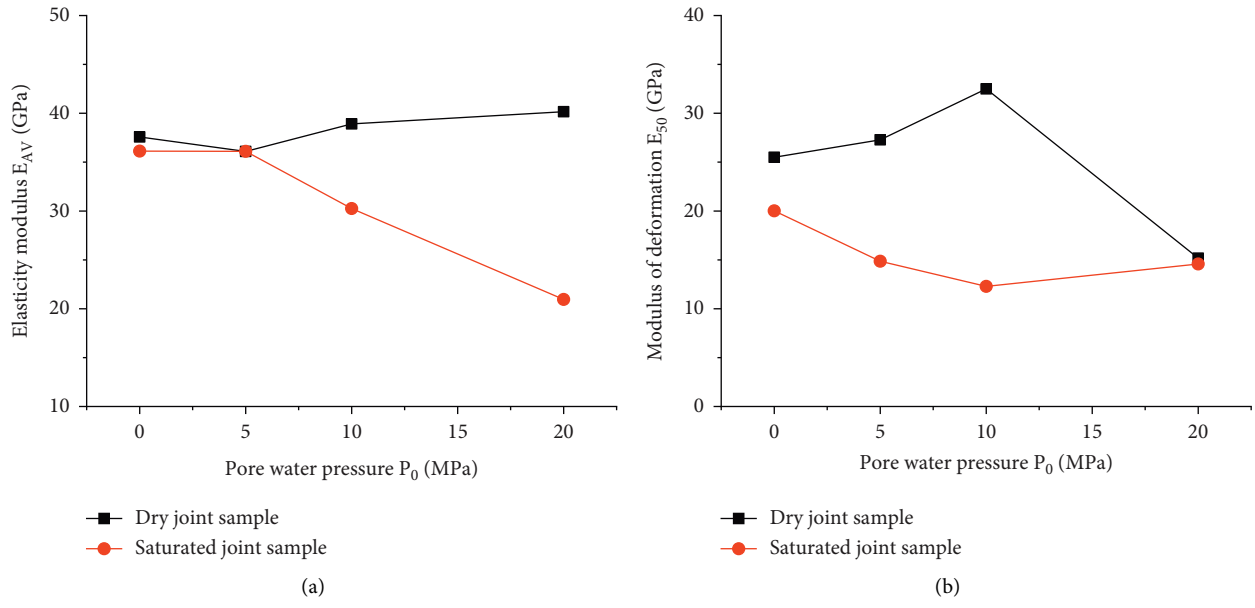 50
40
30
20
10
Elasticity modulus E_AV (GPa)
0 5 10 15 20
Pore water pressure P_0 (MPa)
Dry joint sample
Saturated joint sample
(a)
40
30
20
10
0
Modulus of deformation E_50 (GPa)
0 5 10 15 20
Pore water pressure P_0 (MPa)
Dry joint sample
Saturated joint sample
(b)